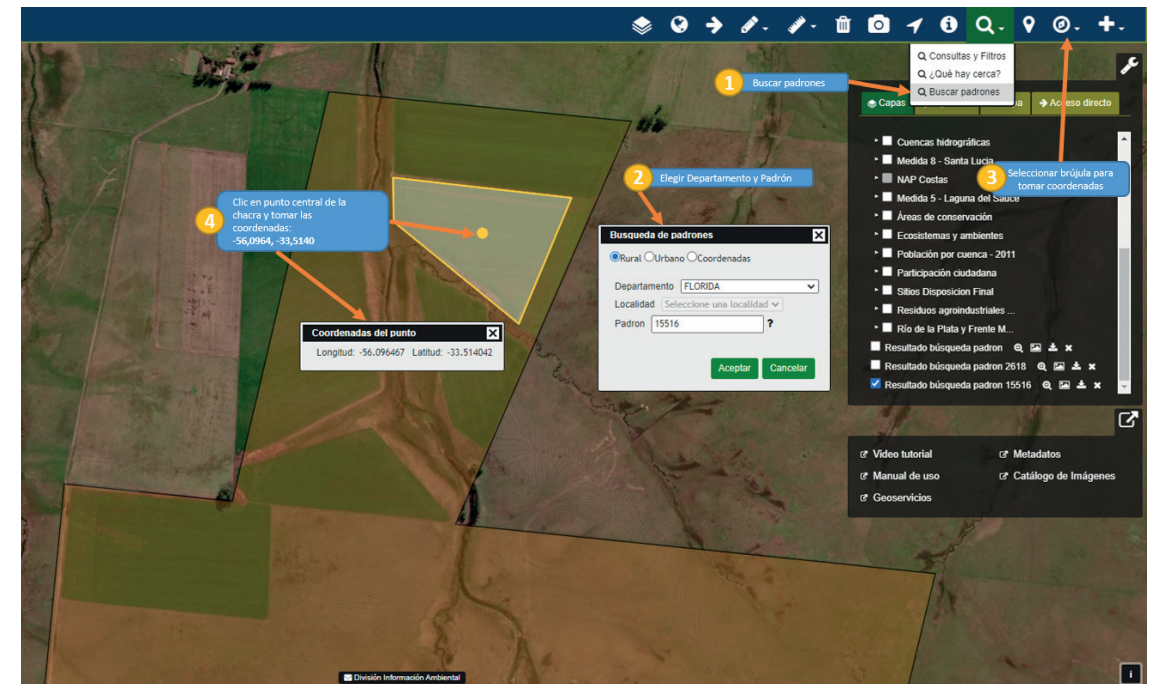 Consultas y Filtros
¿Què hay cerca?
Buscar padrones
1 Buscar padrones
Capas
Acceso directo
Cuencas hidrográficas
Medida 8 - Santa Lucia
NAP Costas
Medida 5 - Laguna del Sauce
Áreas de conservación
Ecosistemas y ambientes
Población por cuenca - 2011
Participación ciudadana
Sitios Disposicion Final
Residuos agroindustriales ...
Río de la Plata y Frente M...
Resultado búsqueda padron
Resultado búsqueda padron 2618
Resultado búsqueda padron 15516
3 Seleccionar brújula para
tomar coordenadas
2 Elegir Departamento y Padrón
4 Clic en punto central de la
chacra y tomar las
coordenadas:
-56,0964, -33,5140
Busqueda de padrones
Rural Urbano Coordenadas
Departamento FLORIDA
Localidad Seleccione una localidad
Padron 15516 ?
Aceptar Cancelar
Coordenadas del punto
Longitud: -56.096467 Latitud: -33.514042
Video tutorial Metadatos
Manual de uso Catálogo de Imágenes
Geoservicios
División Información Ambiental
i